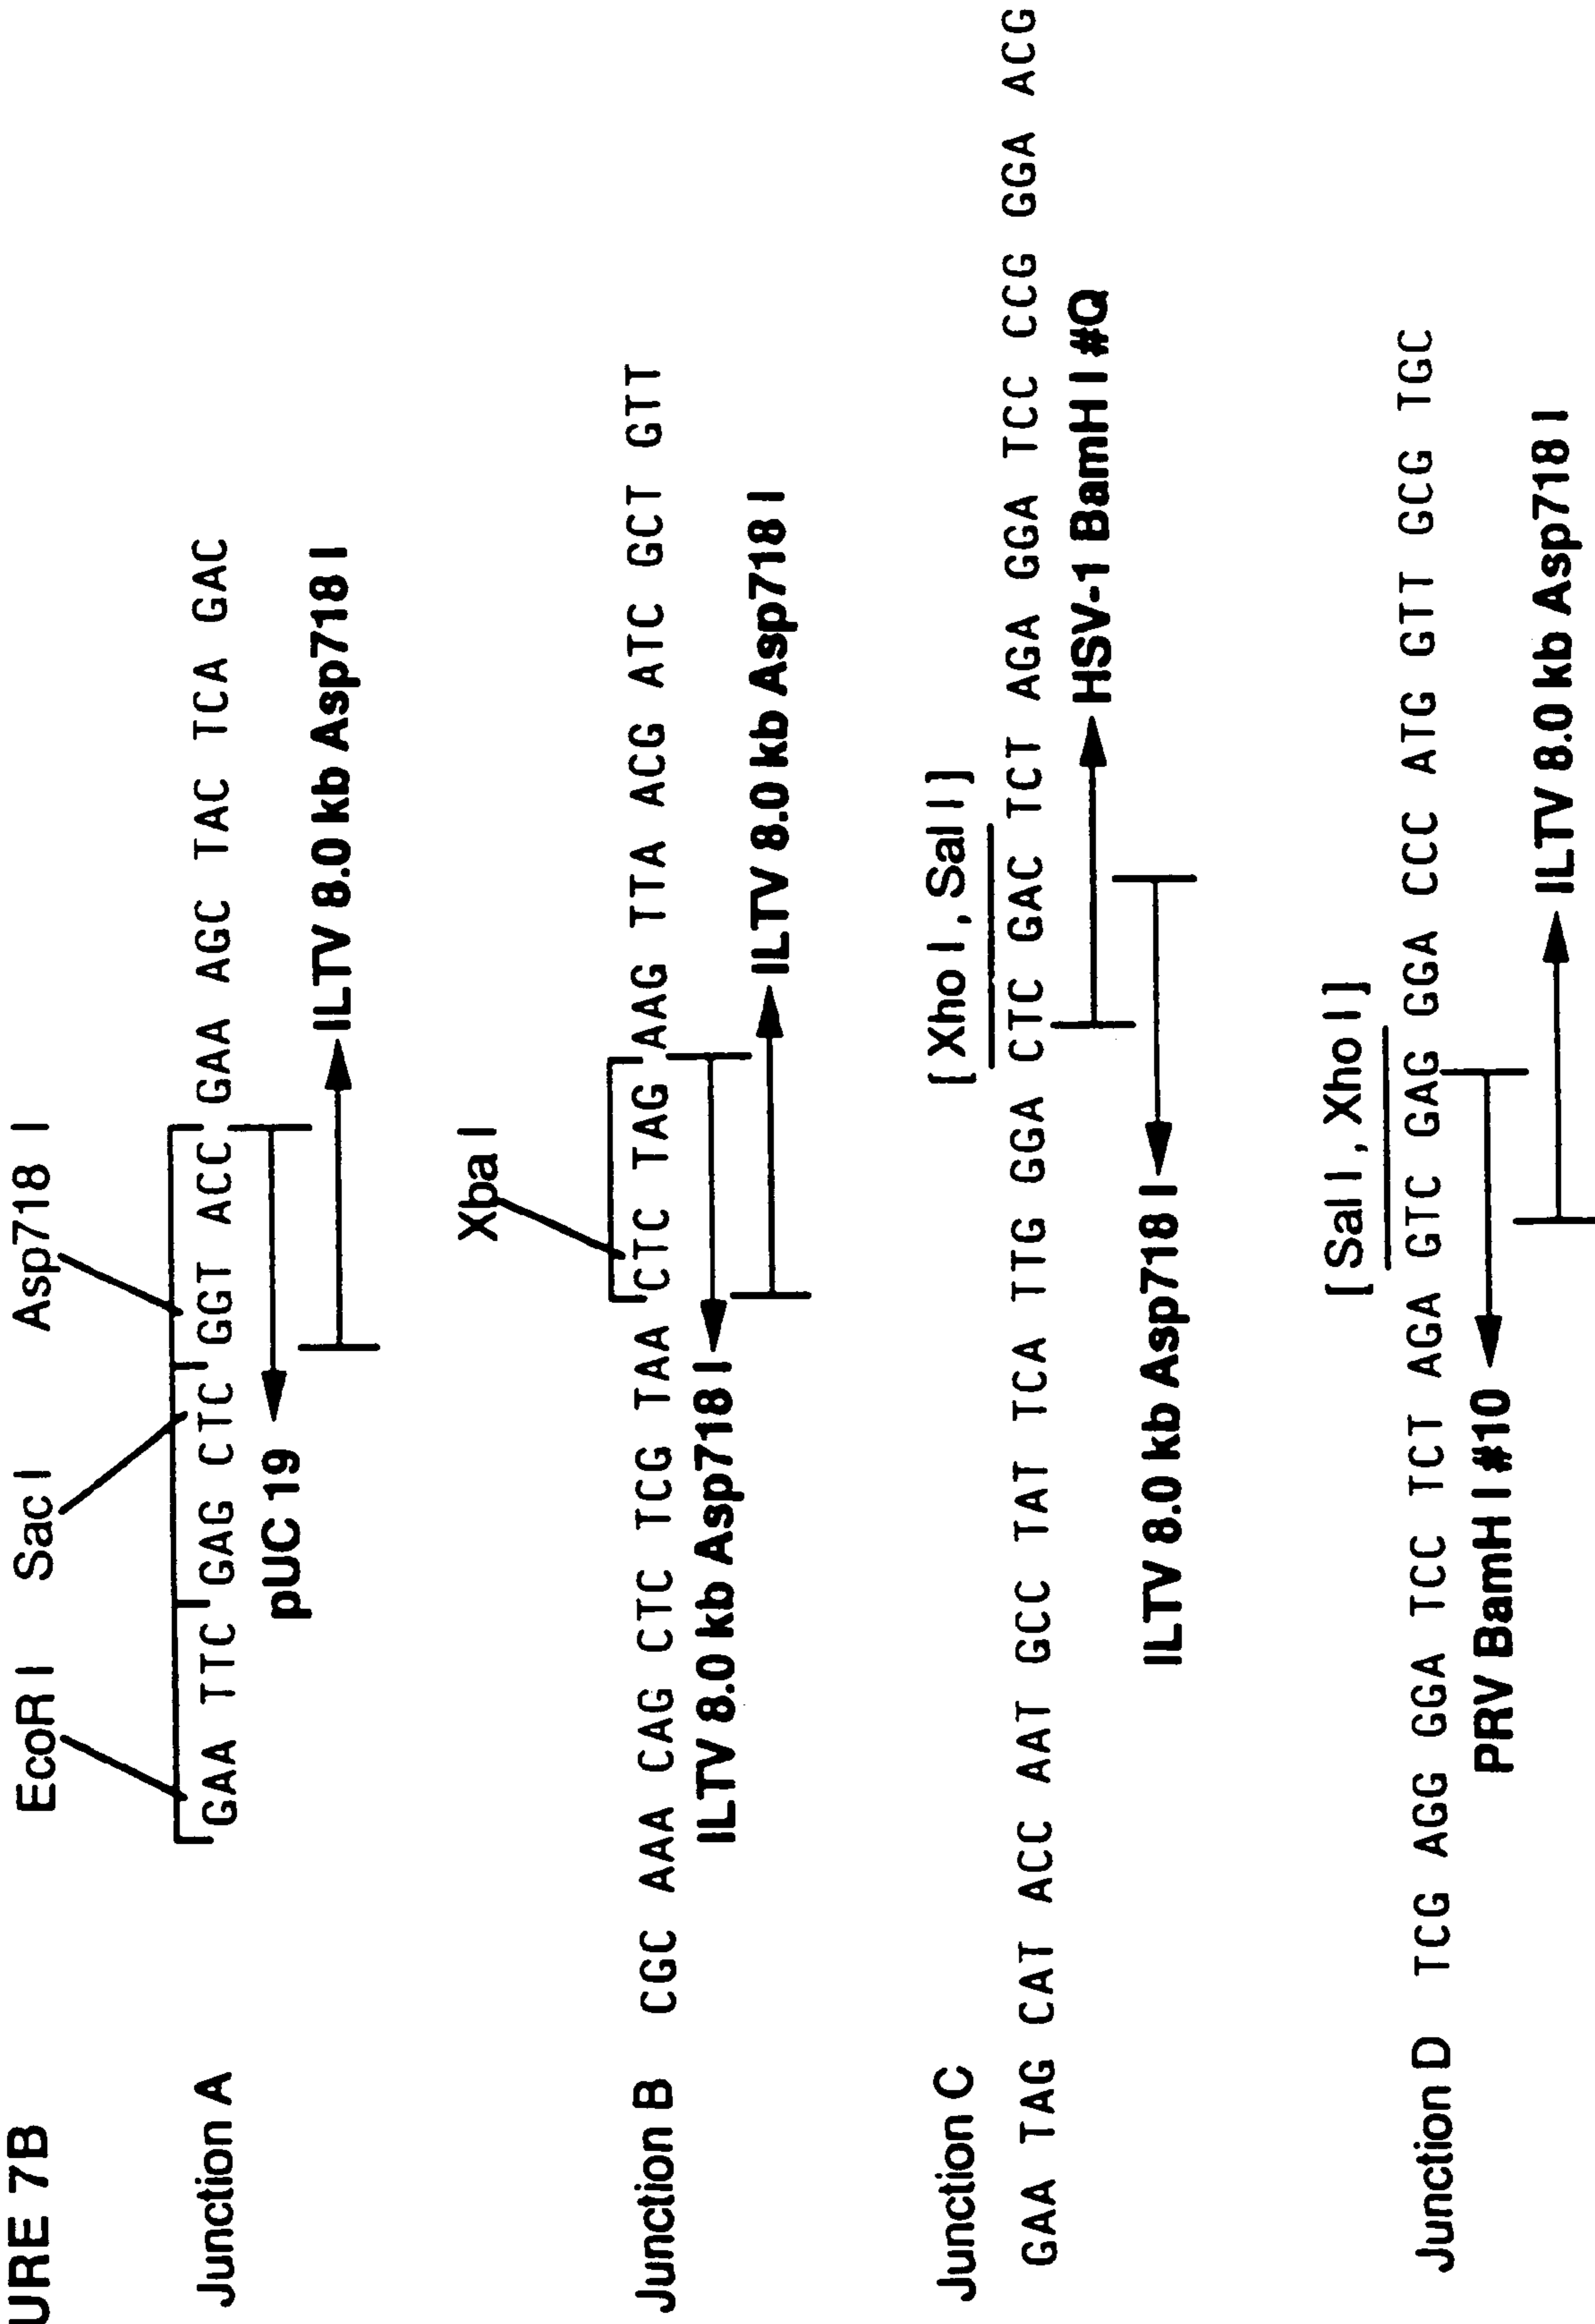 URE 7B
EcoR I Sac I Asp718 I
Junction A GAA TTC GAG CTC GGT ACC GAA AGC TAC TCA GAC
pUC 19
ILTV 8.0 kb Asp718 I
Xba I
Junction B CGC AAA CAG CTC TCG TAA CTC TAG AAG TTA ACG ATC GCT GTT
ILTV 8.0 kb Asp718 I
ILTV 8.0 kb Asp718 I
Junction C
[ Xho I , Sal I ]
GAA TAG CAT ACC AAT GCC TAT TCA TTG GGA CTC GAC TCT AGA GGA TCC CCG GGA ACG
HSV-1 BamH I #Q
ILTV 8.0 kb Asp718 I
[ Sal I , Xho I ]
Junction D TCG AGG GGA TCC TCT AGA GTC GAG GGA CCC ATG GTT GCG TGC
PRV BamH I #10
ILTV 8.0 kb Asp718 I